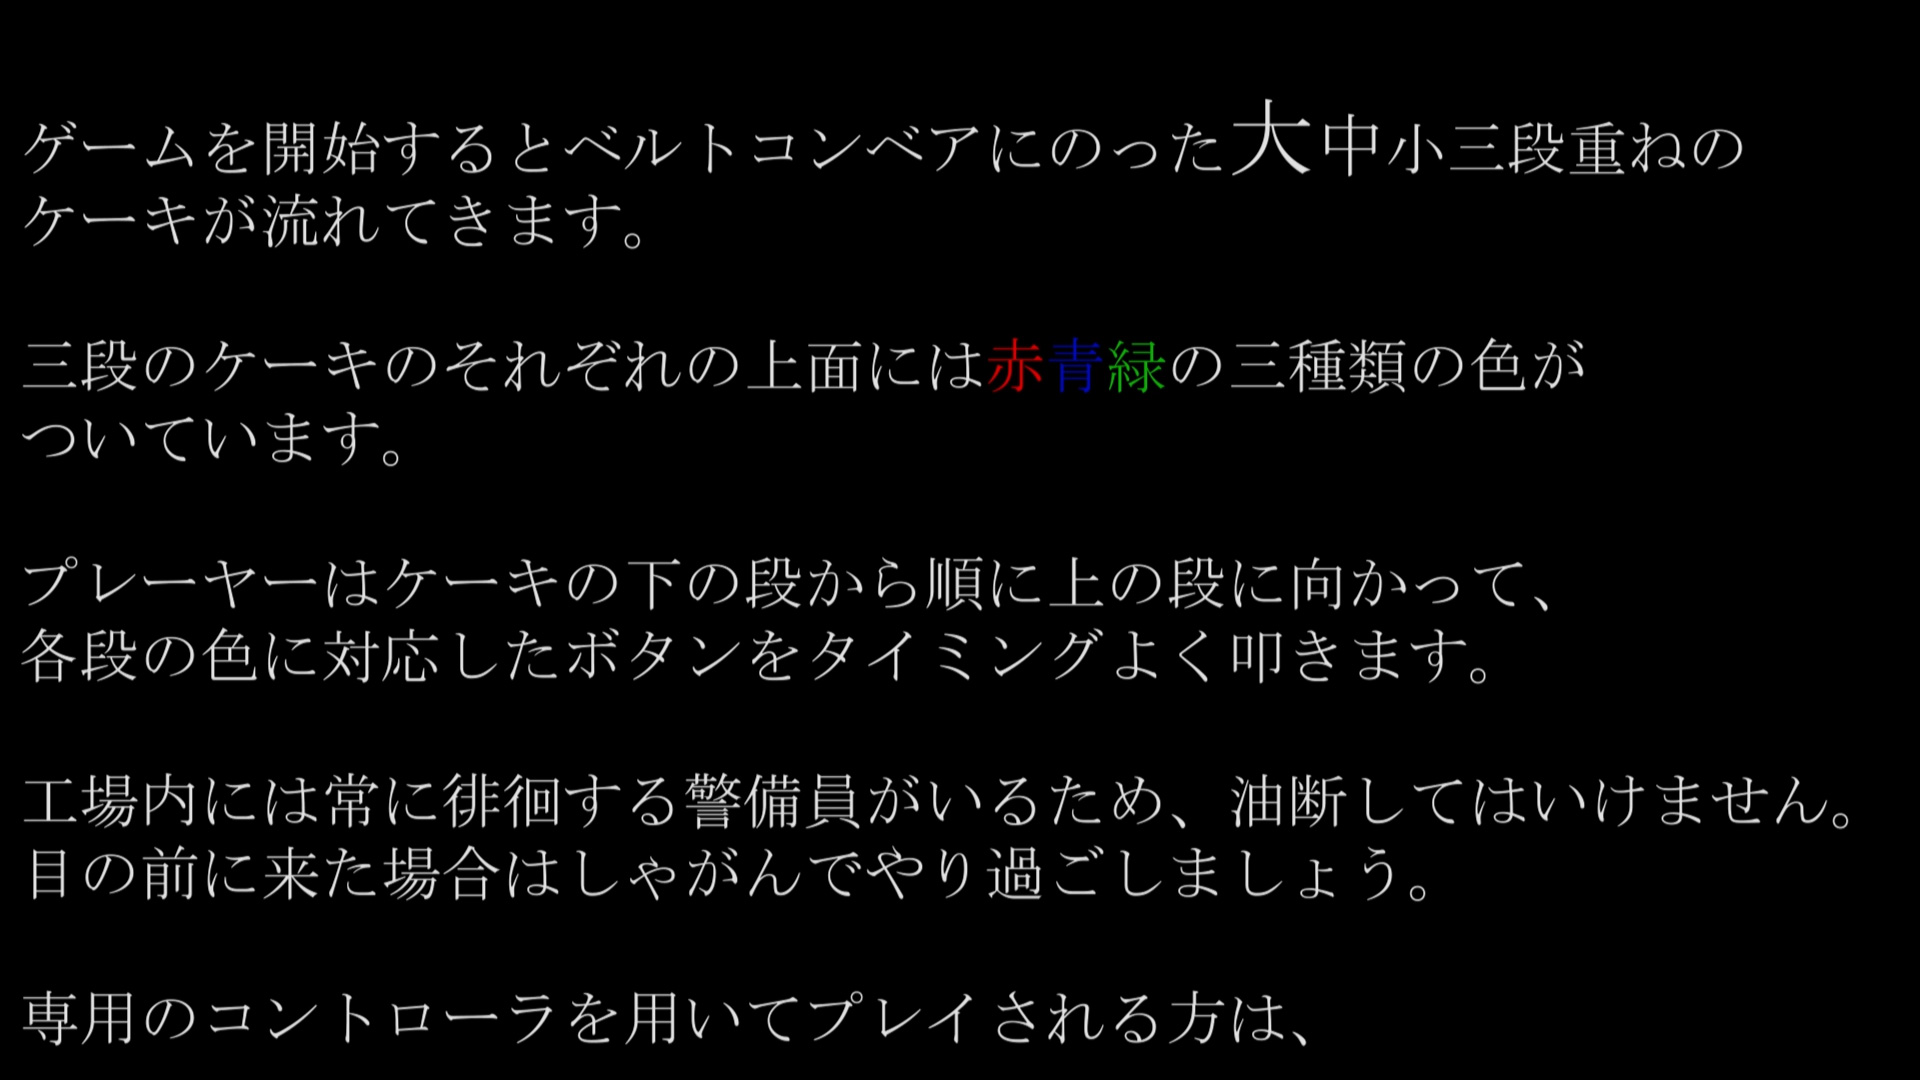 ゲームを開始するとベルトコンベアにのった大中小三段重ねの
ケーキが流れてきます。
三段のケーキのそれぞれの上面には赤青緑の三種類の色が
ついています。
プレーヤーはケーキの下の段から順に上の段に向かって、
各段の色に対応したボタンをタイミングよく叩きます。
工場内には常に徘徊する警備員がいるため、油断してはいけません。
目の前に来た場合はしゃがんでやり過ごしましょう。
専用のコントローラを用いてプレイされる方は、